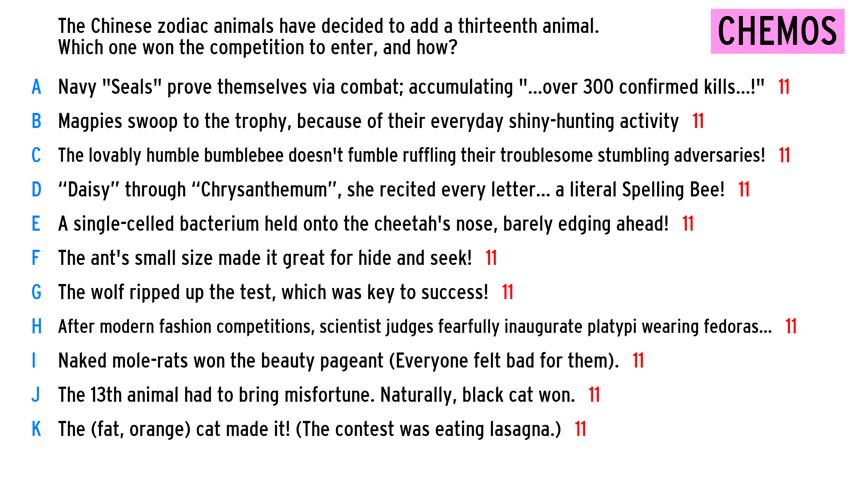 The Chinese zodiac animals have decided to add a thirteenth animal.
Which one won the competition to enter, and how?
CHEMOS
A Navy "Seals" prove themselves via combat; accumulating "...over 300 confirmed kills...!" 11
B Magpies swoop to the trophy, because of their everyday shiny-hunting activity 11
C The lovably humble bumblebee doesn't fumble ruffling their troublesome stumbling adversaries! 11
D “Daisy” through “Chrysanthemum”, she recited every letter... a literal Spelling Bee! 11
E A single-celled bacterium held onto the cheetah's nose, barely edging ahead! 11
F The ant's small size made it great for hide and seek! 11
G The wolf ripped up the test, which was key to success! 11
H After modern fashion competitions, scientist judges fearfully inaugurate platypi wearing fedoras... 11
I Naked mole-rats won the beauty pageant (Everyone felt bad for them). 11
J The 13th animal had to bring misfortune. Naturally, black cat won. 11
K The (fat, orange) cat made it! (The contest was eating lasagna.) 11